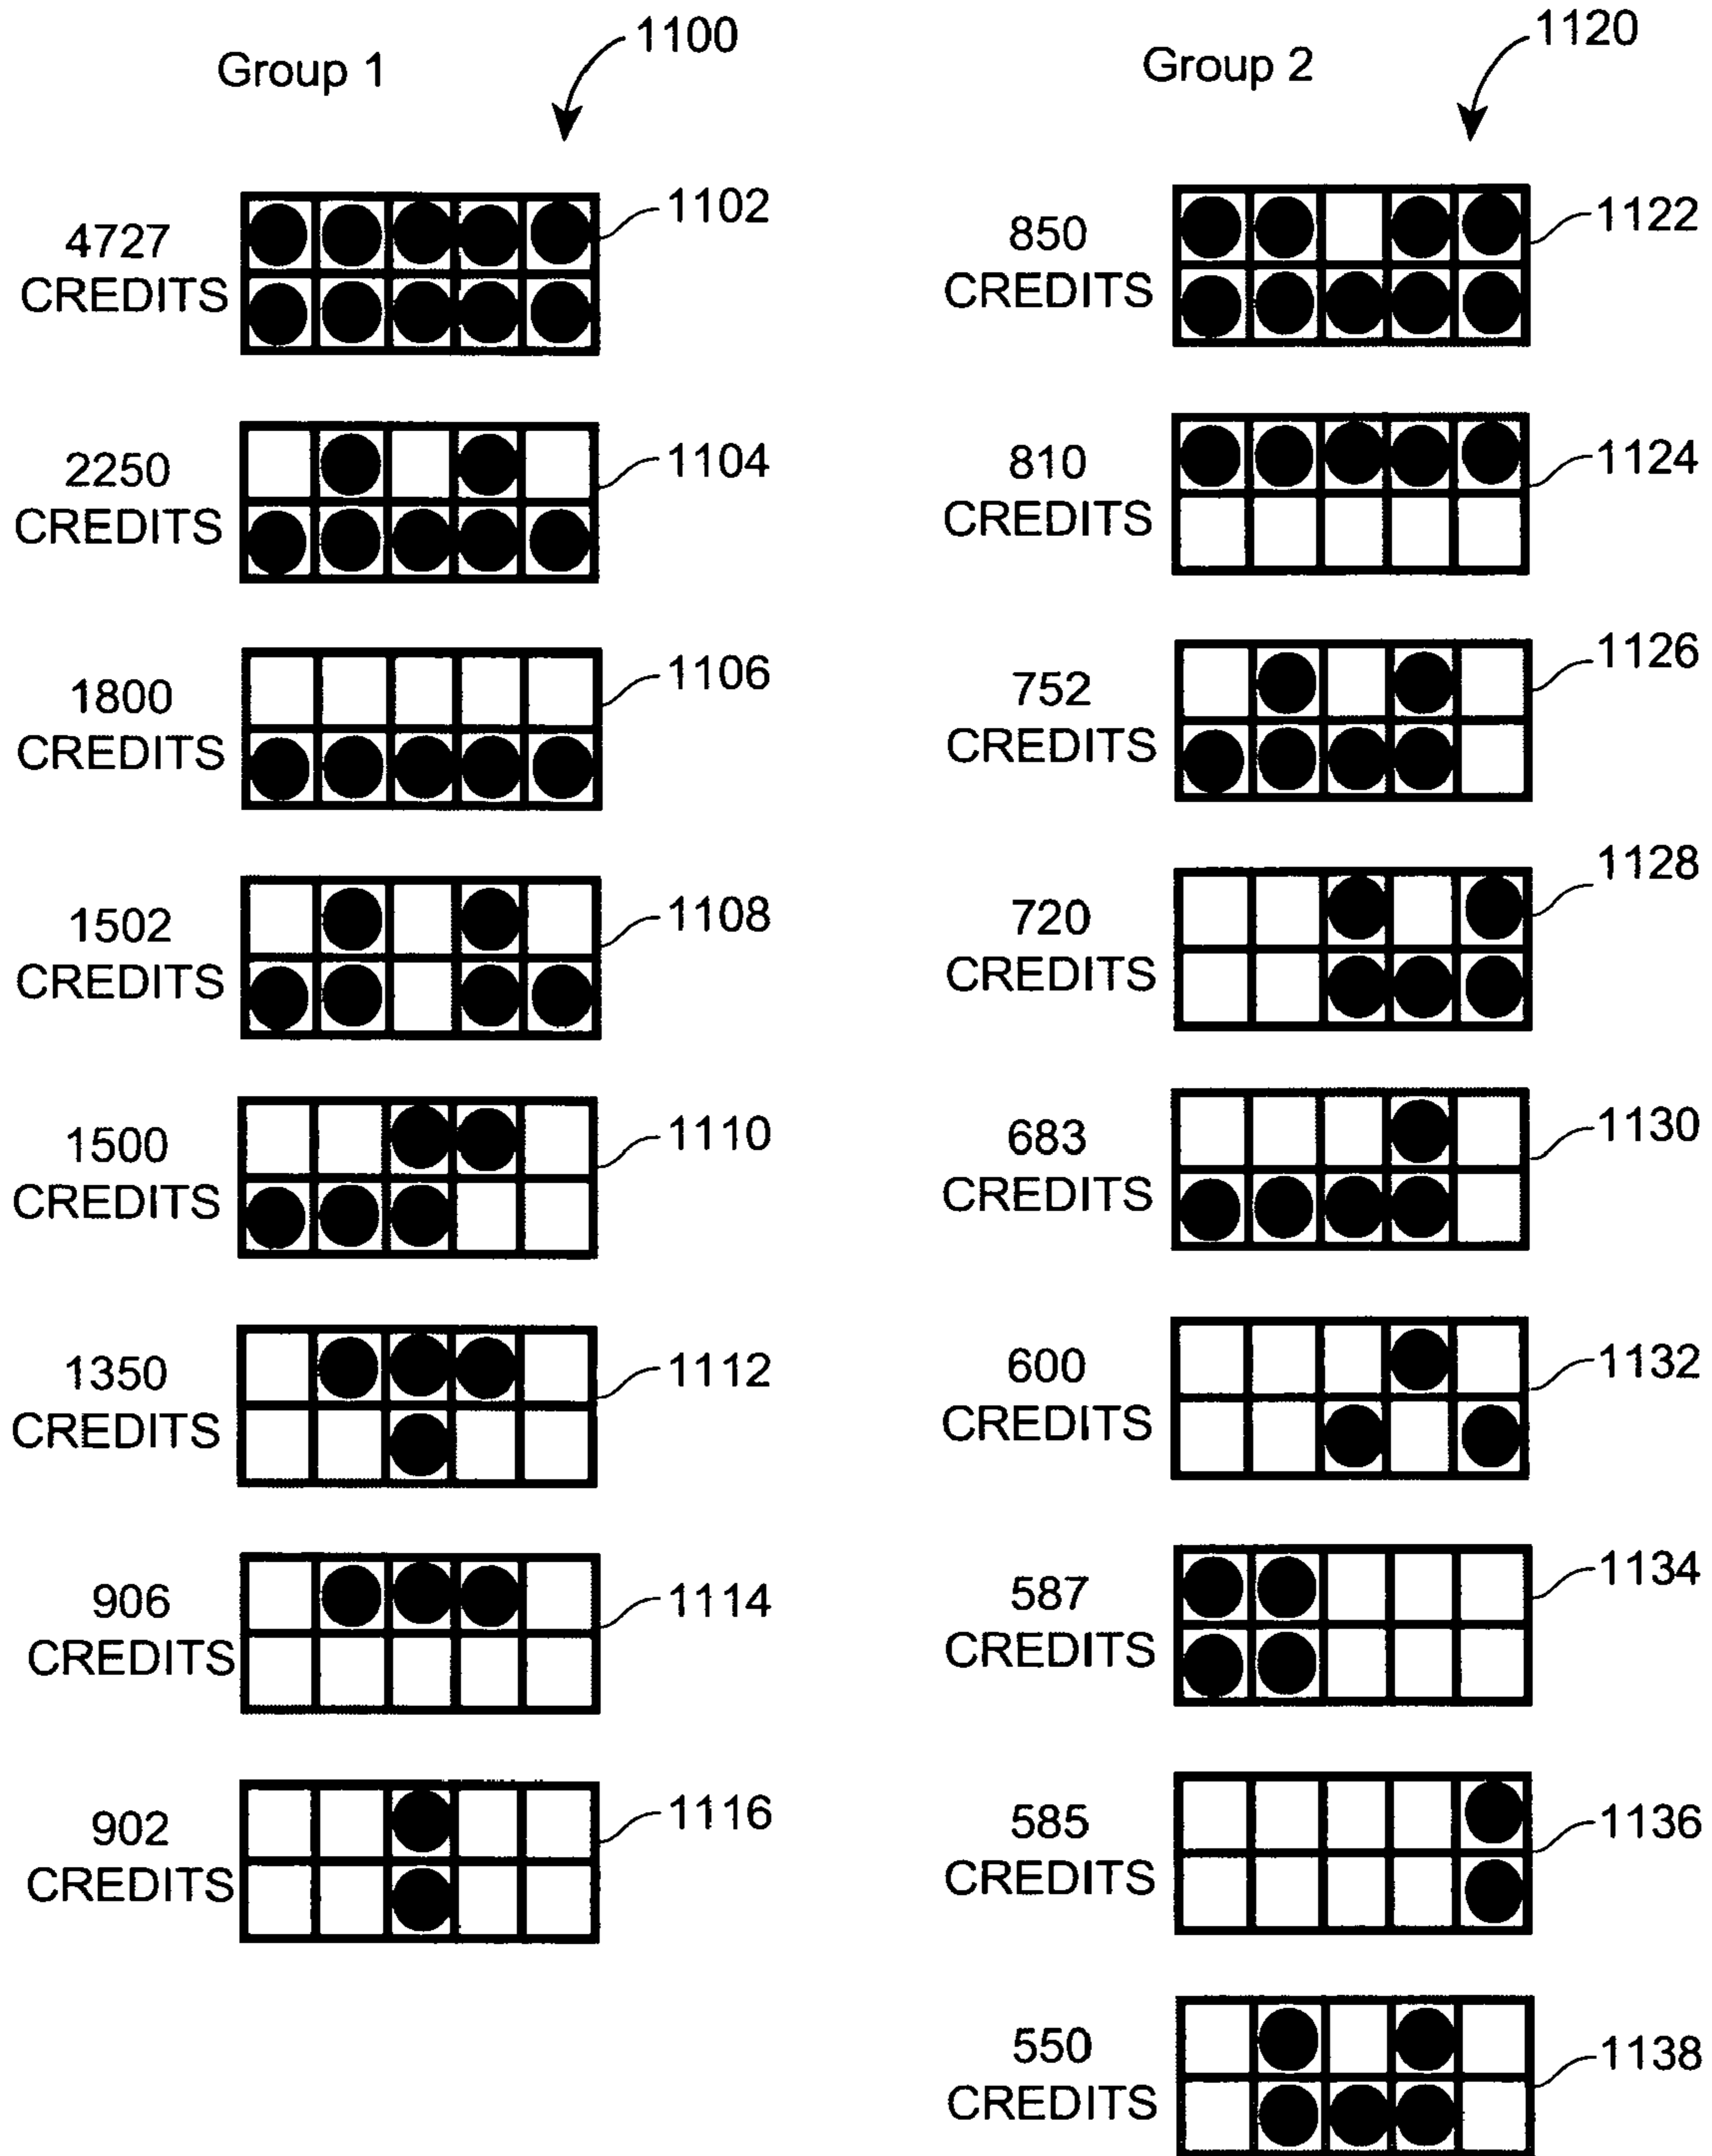 Group 1
1100
4727
CREDITS
1102
2250
CREDITS
1104
1800
CREDITS
1106
1502
CREDITS
1108
1500
CREDITS
1110
1350
CREDITS
1112
906
CREDITS
1114
902
CREDITS
1116
Group 2
1120
850
CREDITS
1122
810
CREDITS
1124
752
CREDITS
1126
720
CREDITS
1128
683
CREDITS
1130
600
CREDITS
1132
587
CREDITS
1134
585
CREDITS
1136
550
CREDITS
1138